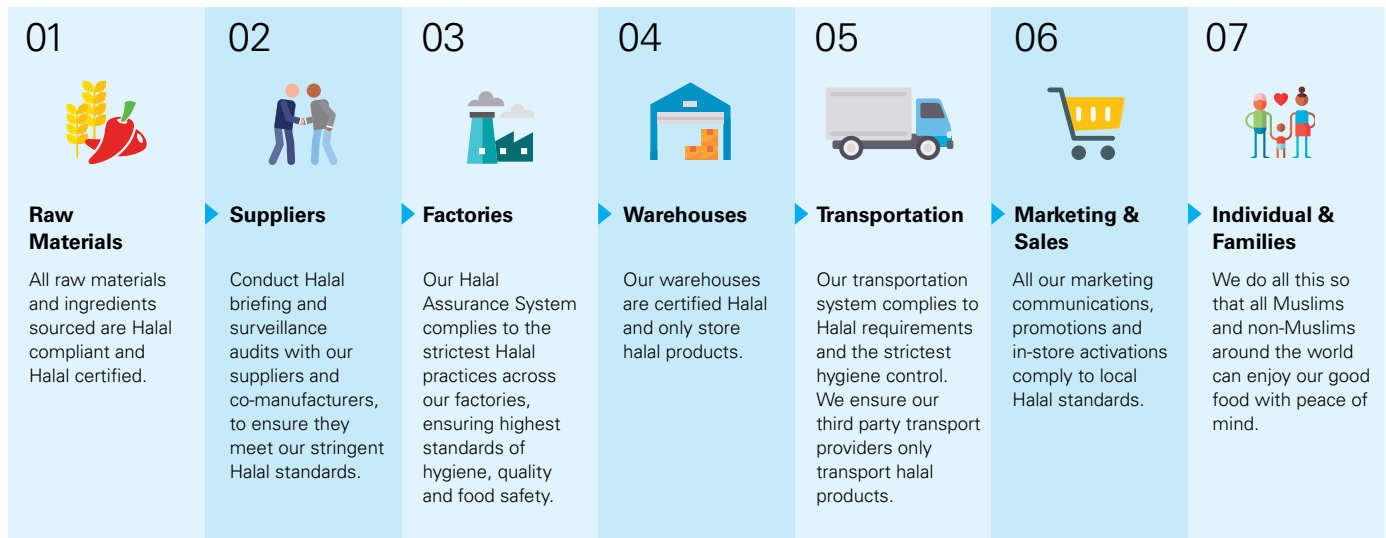 01
Raw
Materials
All raw materials
and ingredients
sourced are Halal
compliant and
Halal certified.
02
Suppliers
Conduct Halal
briefing and
surveillance
audits with our
suppliers and
co-manufacturers,
to ensure they
meet our stringent
Halal standards.
03
Factories
Our Halal
Assurance System
complies to the
strictest Halal
practices across
our factories,
ensuring highest
standards of
hygiene, quality
and food safety.
04
Warehouses
Our warehouses
are certified Halal
and only store
halal products.
05
Transportation
Our transportation
system complies to
Halal requirements
and the strictest
hygiene control.
We ensure our
third party transport
providers only
transport halal
products.
06
Marketing &
Sales
All our marketing
communications,
promotions and
in-store activations
comply to local
Halal standards.
07
Individual &
Families
We do all this so
that all Muslims
and non-Muslims
around the world
can enjoy our good
food with peace of
mind.